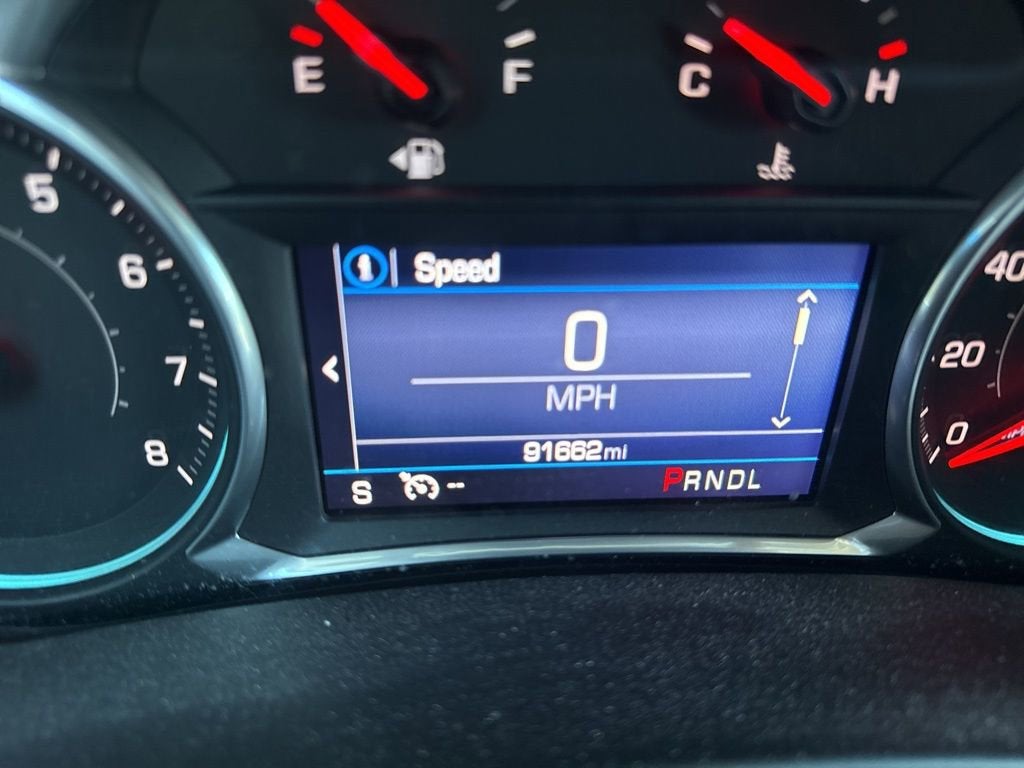 E F C H
5
6
7
8
Speed
0
MPH
91662mi
S --
PRNDL
40
20
0